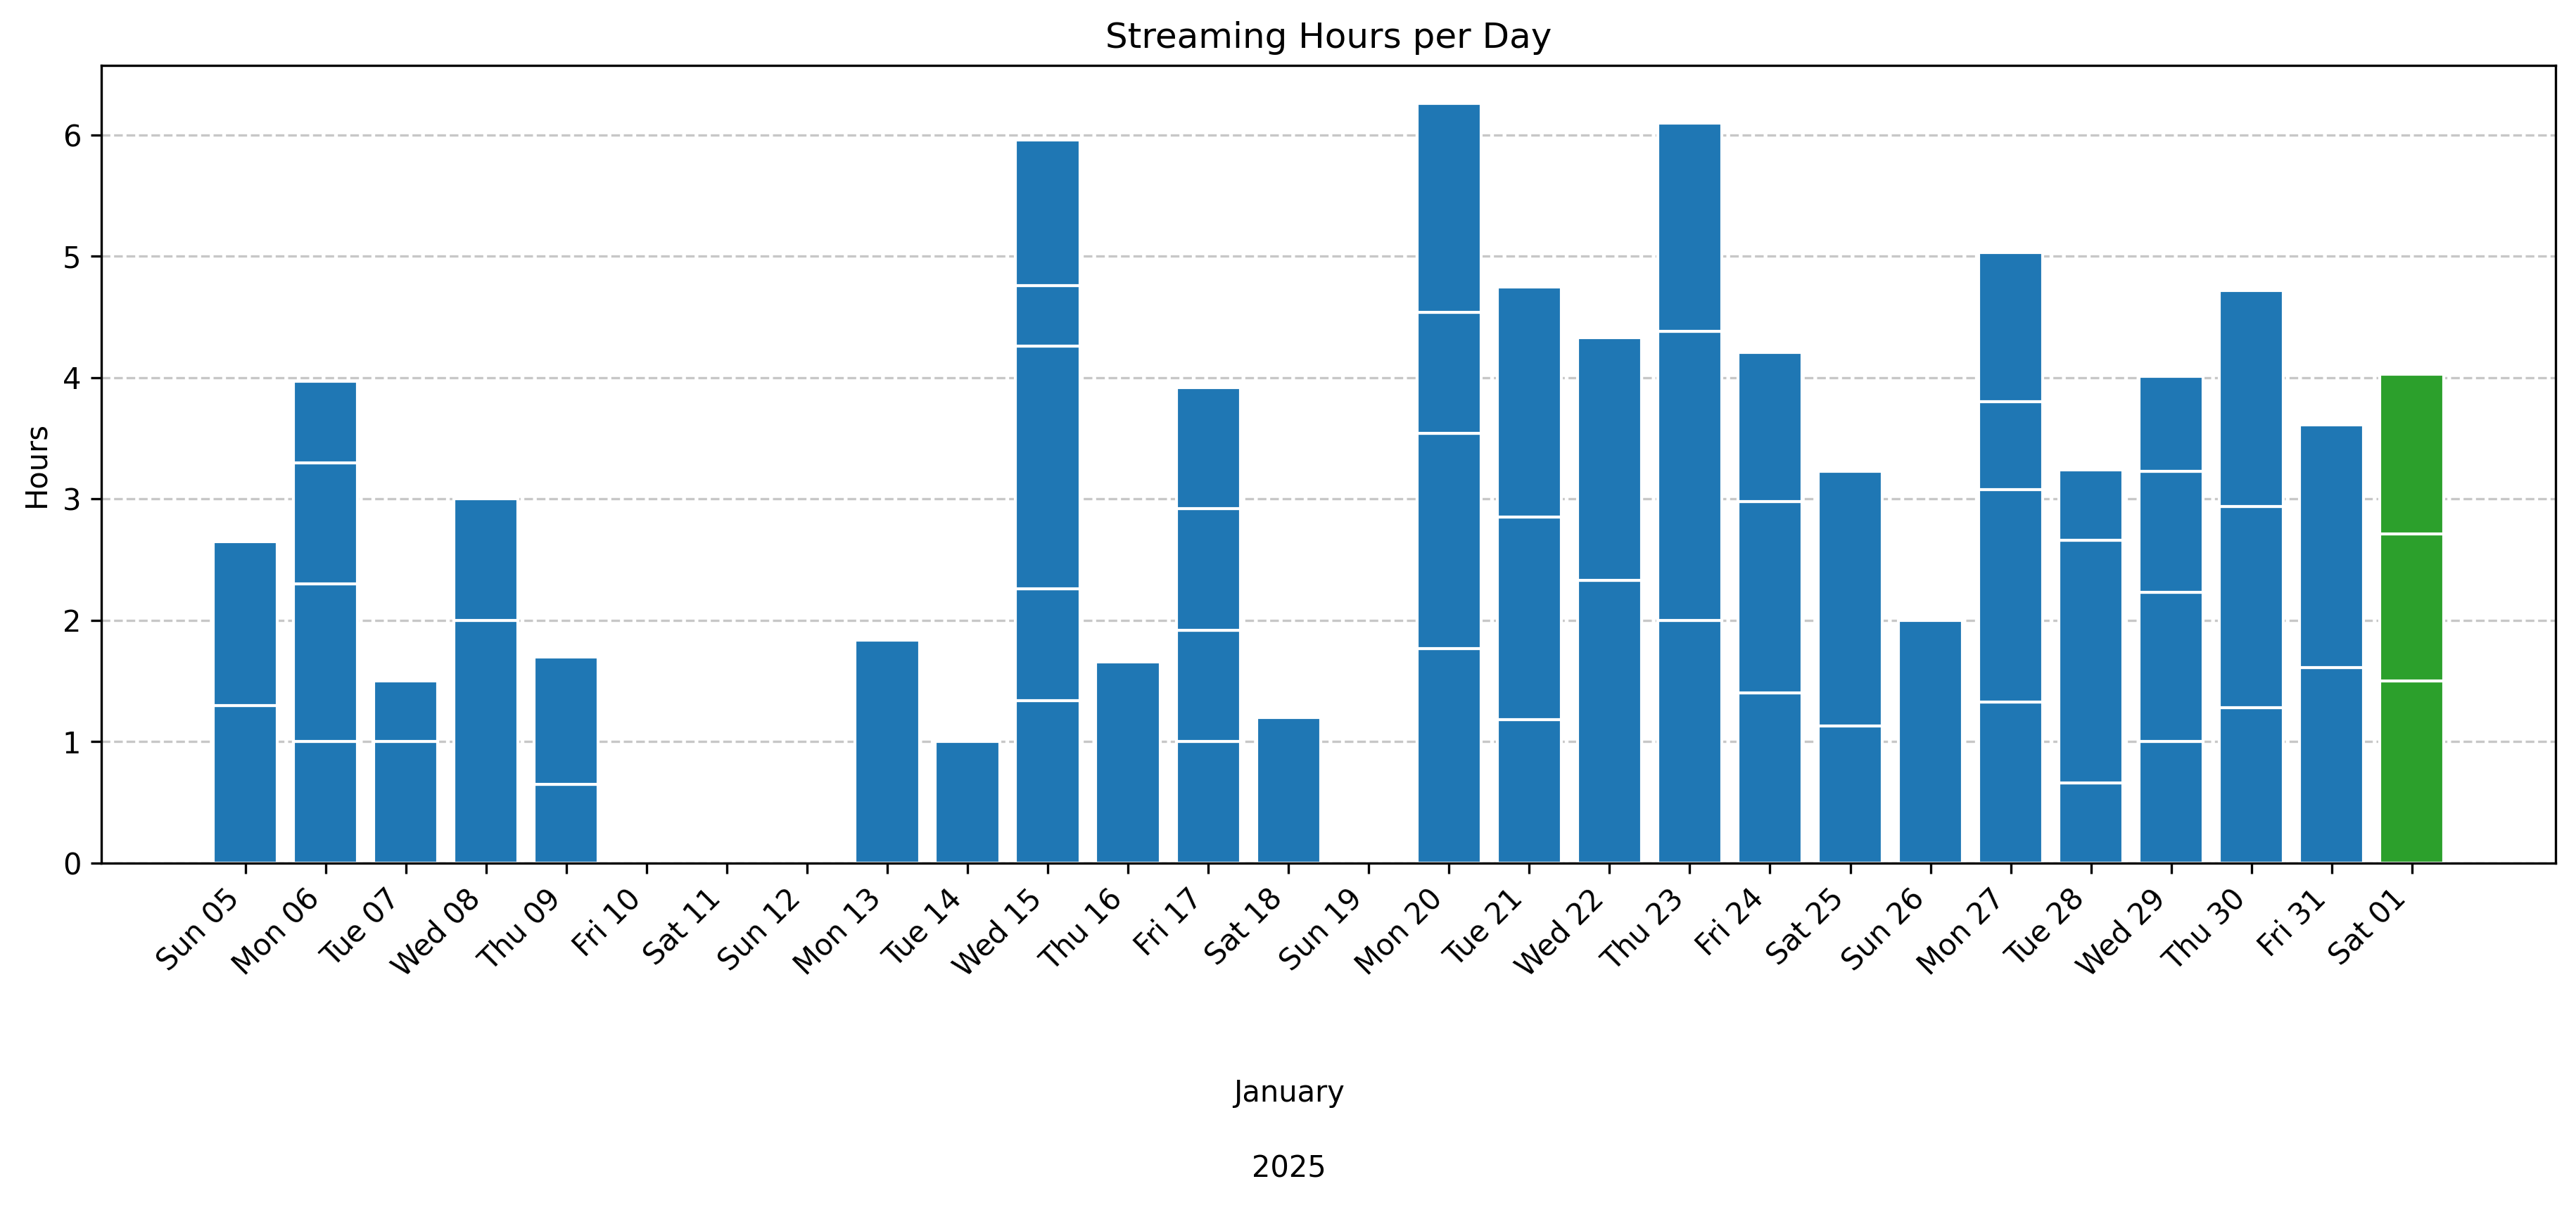 Streaming Hours per Day
Hours
6
5
4
3
2
1
0
Sun 05
Mon 06
Tue 07
Wed 08
Thu 09
Fri 10
Sat 11
Sun 12
Mon 13
Tue 14
Wed 15
Thu 16
Fri 17
Sat 18
Sun 19
Mon 20
Tue 21
Wed 22
Thu 23
Fri 24
Sat 25
Sun 26
Mon 27
Tue 28
Wed 29
Thu 30
Fri 31
Sat 01
January
2025